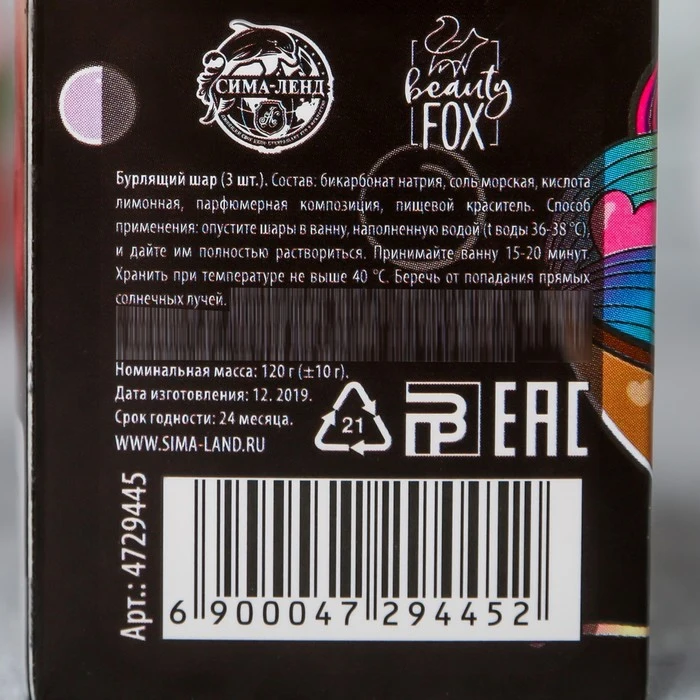 СИМА-ЛЕНД
beauty
FOX
Бурлящий шар (3 шт.). Состав: бикарбонат натрия, соль морская, кислота
лимонная, парфюмерная композиция, пищевой краситель. Способ
применения: опустите шары в ванну, наполненную водой (t воды 36-38 °С),
и дайте им полностью раствориться. Принимайте ванну 15-20 минут.
Хранить при температуре не выше 40 °С. Беречь от попадания прямых
солнечных лучей.
Номинальная масса: 120 г (±10 г).
Дата изготовления: 12. 2019.
Срок годности: 24 месяца.
WWW.SIMA-LAND.RU
21
EAC
Арт.: 4729445
6 900047 294452